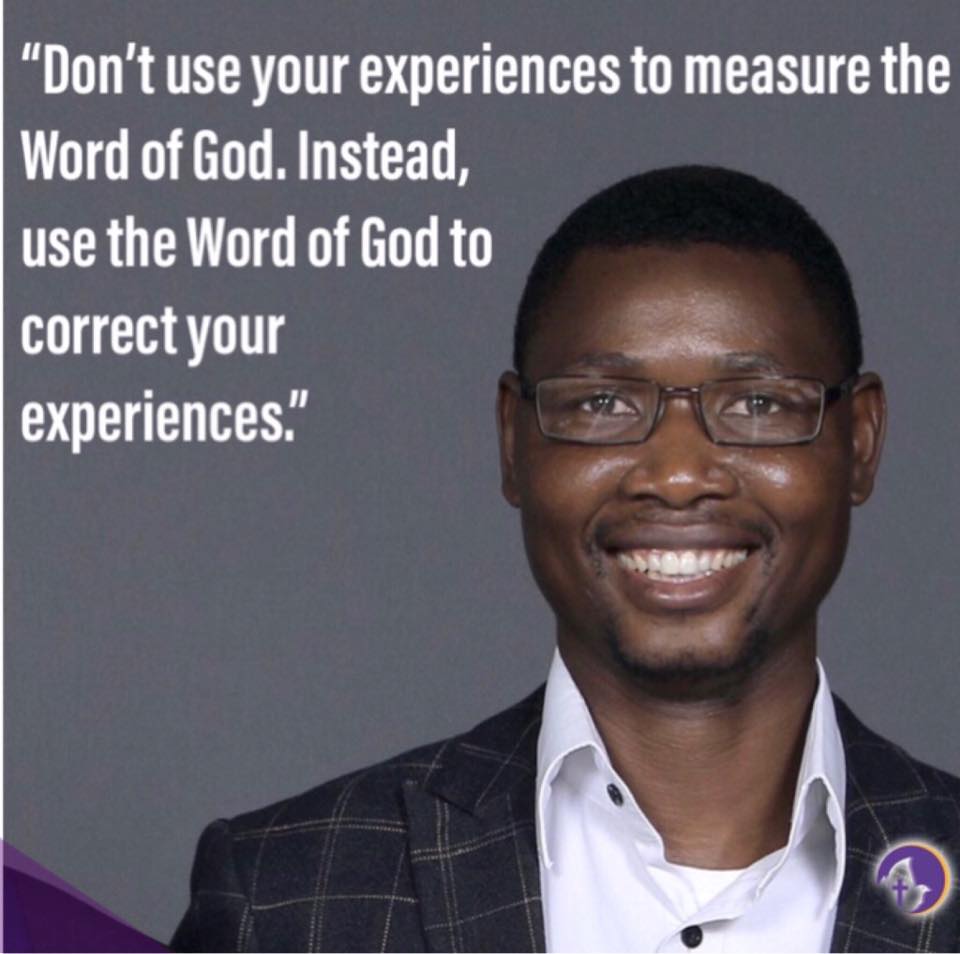 “Don’t use your experiences to measure the
Word of God. Instead,
use the Word of God to
correct your
experiences.”